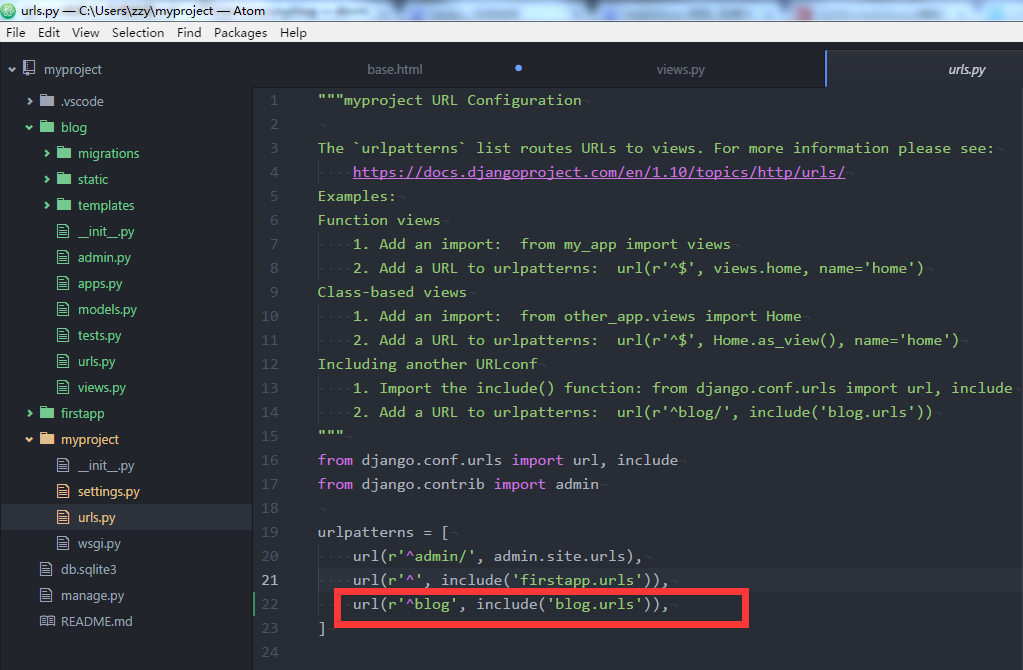 urls.py — C:\Users\zzy\myproject — Atom
File Edit View Selection Find Packages Help
myproject
.vscode
blog
migrations
static
templates
__init__.py
admin.py
apps.py
models.py
tests.py
urls.py
views.py
firstapp
myproject
__init__.py
settings.py
urls.py
wsgi.py
db.sqlite3
manage.py
README.md
base.html views.py urls.py
1 """myproject URL Configuration
2
3 The `urlpatterns` list routes URLs to views. For more information please see:
4 https://docs.djangoproject.com/en/1.10/topics/http/urls/
5 Examples:
6 Function views
7 1. Add an import:  from my_app import views
8 2. Add a URL to urlpatterns:  url(r'^$', views.home, name='home')
9 Class-based views
10 1. Add an import:  from other_app.views import Home
11 2. Add a URL to urlpatterns:  url(r'^$', Home.as_view(), name='home')
12 Including another URLconf
13 1. Import the include() function: from django.conf.urls import url, include
14 2. Add a URL to urlpatterns:  url(r'^blog/', include('blog.urls'))
15 """
16 from django.conf.urls import url, include
17 from django.contrib import admin
18
19 urlpatterns = [
20 url(r'^admin/', admin.site.urls),
21 url(r'^', include('firstapp.urls')),
22 url(r'^blog', include('blog.urls')),
23 ]
24